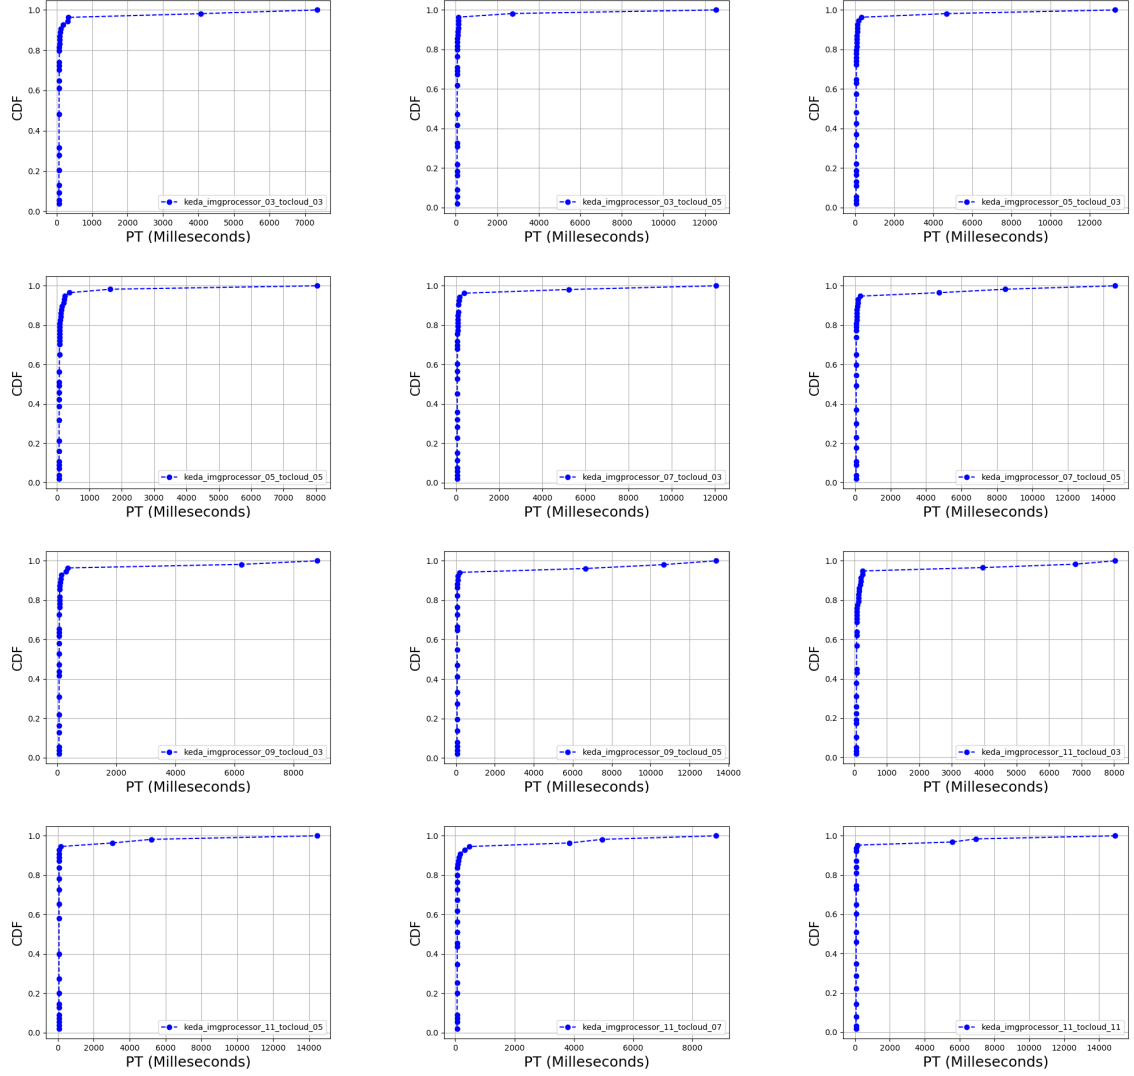 1.0
0.8
0.6
0.4
0.2
0.0
CDF
keda_imgprocessor_03_tocloud_03
0 1000 2000 3000 4000 5000 6000 7000
PT (Milleseconds)
1.0
0.8
0.6
0.4
0.2
0.0
CDF
keda_imgprocessor_03_tocloud_05
0 2000 4000 6000 8000 10000 12000
PT (Milleseconds)
1.0
0.8
0.6
0.4
0.2
0.0
CDF
keda_imgprocessor_05_tocloud_03
0 2000 4000 6000 8000 10000 12000
PT (Milleseconds)
1.0
0.8
0.6
0.4
0.2
0.0
CDF
keda_imgprocessor_05_tocloud_05
0 1000 2000 3000 4000 5000 6000 7000 8000
PT (Milleseconds)
1.0
0.8
0.6
0.4
0.2
0.0
CDF
keda_imgprocessor_07_tocloud_03
0 2000 4000 6000 8000 10000 12000
PT (Milleseconds)
1.0
0.8
0.6
0.4
0.2
0.0
CDF
keda_imgprocessor_07_tocloud_05
0 2000 4000 6000 8000 10000 12000 14000
PT (Milleseconds)
1.0
0.8
0.6
0.4
0.2
0.0
CDF
keda_imgprocessor_09_tocloud_03
0 2000 4000 6000 8000
PT (Milleseconds)
1.0
0.8
0.6
0.4
0.2
0.0
CDF
keda_imgprocessor_09_tocloud_05
0 2000 4000 6000 8000 10000 12000 14000
PT (Milleseconds)
1.0
0.8
0.6
0.4
0.2
0.0
CDF
keda_imgprocessor_11_tocloud_03
0 1000 2000 3000 4000 5000 6000 7000 8000
PT (Milleseconds)
1.0
0.8
0.6
0.4
0.2
0.0
CDF
keda_imgprocessor_11_tocloud_05
0 2000 4000 6000 8000 10000 12000 14000
PT (Milleseconds)
1.0
0.8
0.6
0.4
0.2
0.0
CDF
keda_imgprocessor_11_tocloud_07
0 2000 4000 6000 8000
PT (Milleseconds)
1.0
0.8
0.6
0.4
0.2
0.0
CDF
keda_imgprocessor_11_tocloud_11
0 2000 4000 6000 8000 10000 12000 14000
PT (Milleseconds)